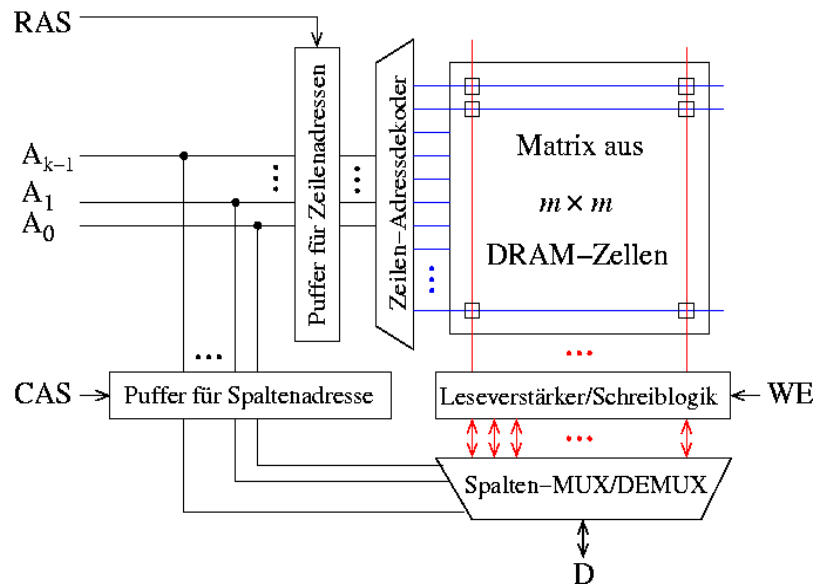 RAS
Puffer für Zeilenadressen
Zeilen-Adressdekoder
A_{k-1}
A_1
A_0
Matrix aus
m × m
DRAM-Zellen
CAS
Puffer für Spaltenadresse
Leseverstärker/Schreiblogik
WE
Spalten-MUX/DEMUX
D